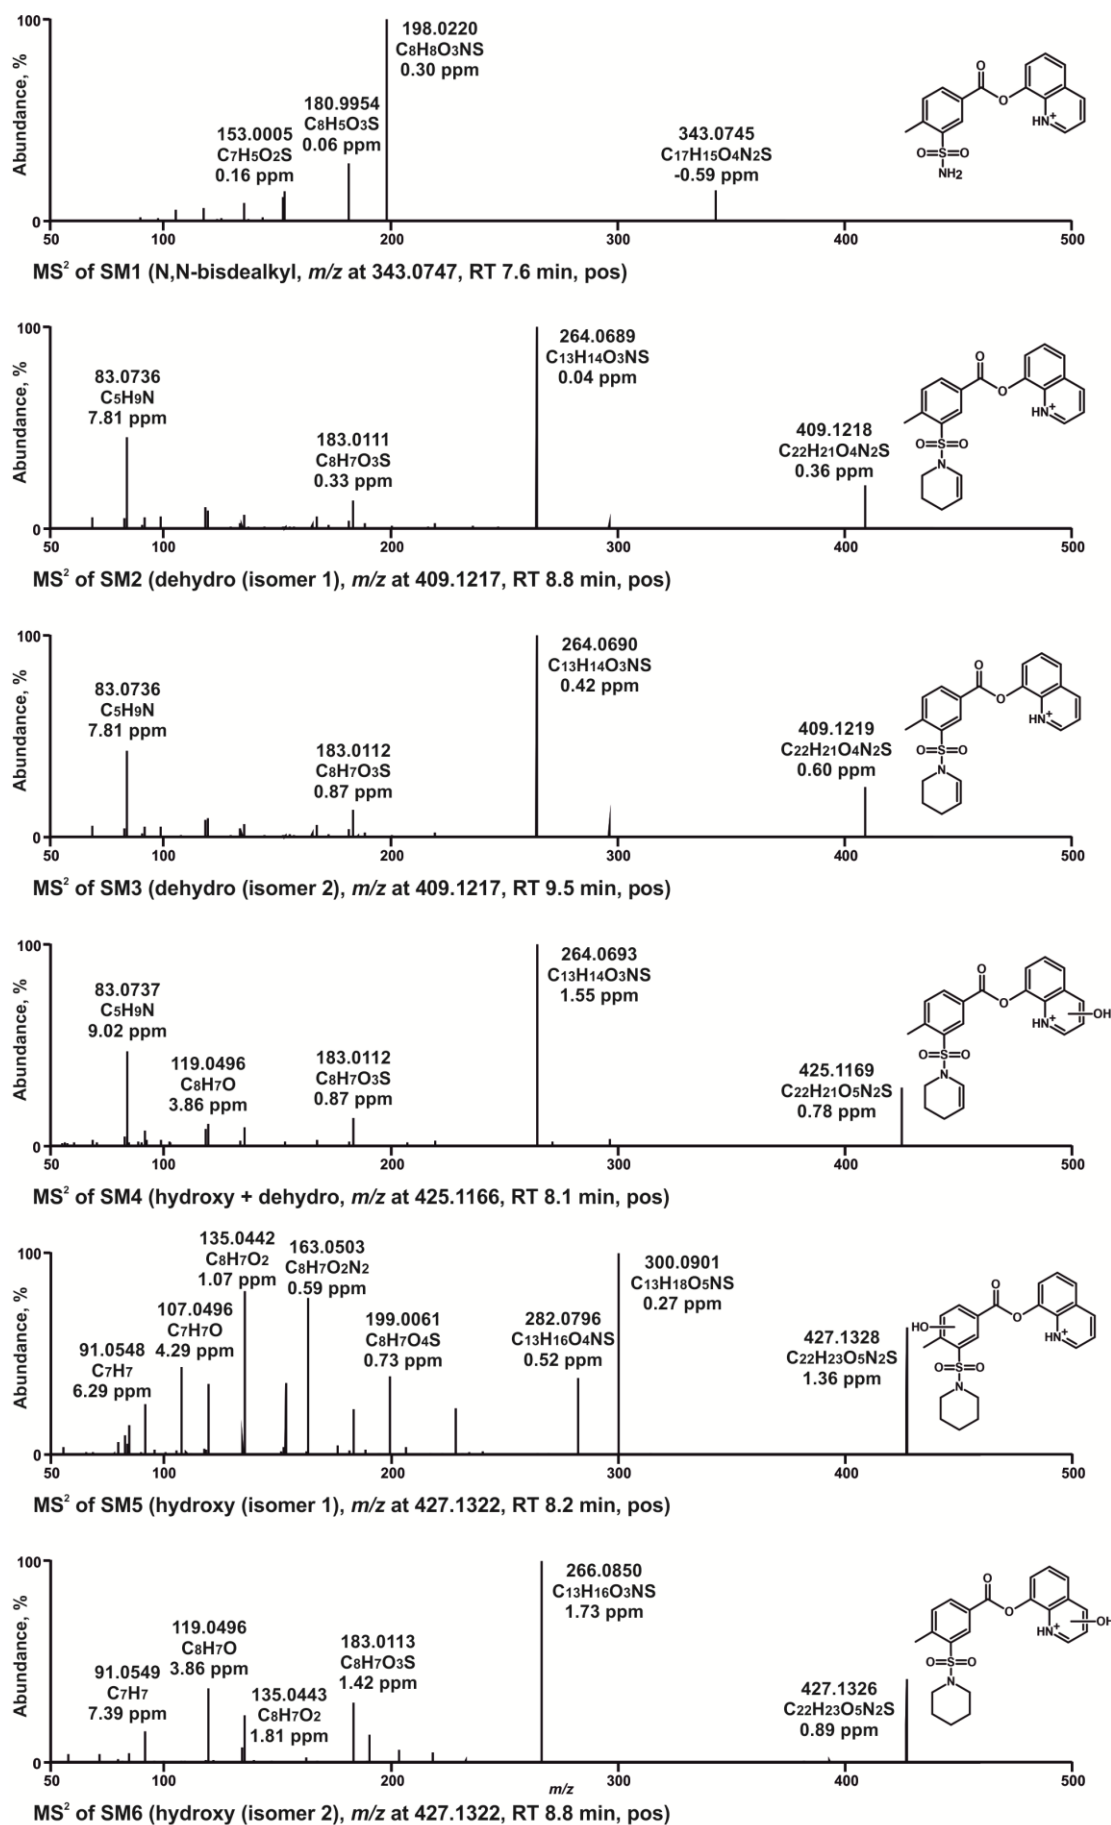 100
198.0220
C8H8O3NS
0.30 ppm
180.9954
C8H5O3S
0.06 ppm
153.0005
C7H5O2S
0.16 ppm
343.0745
C17H15O4N2S
-0.59 ppm
O
O
HN+
O=S=O
NH2
Abundance, %
0
50 100 200 300 400 500
MS2 of SM1 (N,N-bisdealkyl, m/z at 343.0747, RT 7.6 min, pos)
100
264.0689
C13H14O3NS
0.04 ppm
83.0736
C5H9N
7.81 ppm
183.0111
C8H7O3S
0.33 ppm
409.1218
C22H21O4N2S
0.36 ppm
O
O
HN+
O=S=O
N
Abundance, %
0
50 100 200 300 400 500
MS2 of SM2 (dehydro (isomer 1), m/z at 409.1217, RT 8.8 min, pos)
100
264.0690
C13H14O3NS
0.42 ppm
83.0736
C5H9N
7.81 ppm
183.0112
C8H7O3S
0.87 ppm
409.1219
C22H21O4N2S
0.60 ppm
O
O
HN+
O=S=O
N
Abundance, %
0
50 100 200 300 400 500
MS2 of SM3 (dehydro (isomer 2), m/z at 409.1217, RT 9.5 min, pos)
100
264.0693
C13H14O3NS
1.55 ppm
83.0737
C5H9N
9.02 ppm
119.0496
C8H7O
3.86 ppm
183.0112
C8H7O3S
0.87 ppm
425.1169
C22H21O5N2S
0.78 ppm
O
O
HN+
OH
O=S=O
N
Abundance, %
0
50 100 200 300 400 500
MS2 of SM4 (hydroxy + dehydro, m/z at 425.1166, RT 8.1 min, pos)
100
135.0442
C8H7O2
1.07 ppm
163.0503
C8H7O2N2
0.59 ppm
107.0496
C7H7O
4.29 ppm
91.0548
C7H7
6.29 ppm
199.0061
C8H7O4S
0.73 ppm
282.0796
C13H16O4NS
0.52 ppm
300.0901
C13H18O5NS
0.27 ppm
427.1328
C22H23O5N2S
1.36 ppm
O
O
HO
HN+
O=S=O
N
Abundance, %
0
50 100 200 300 400 500
MS2 of SM5 (hydroxy (isomer 1), m/z at 427.1322, RT 8.2 min, pos)
100
266.0850
C13H16O3NS
1.73 ppm
119.0496
C8H7O
3.86 ppm
91.0549
C7H7
7.39 ppm
135.0443
C8H7O2
1.81 ppm
183.0113
C8H7O3S
1.42 ppm
427.1326
C22H23O5N2S
0.89 ppm
O
O
HN+
OH
O=S=O
N
Abundance, %
0
50 100 200 300 400 500
m/z
MS2 of SM6 (hydroxy (isomer 2), m/z at 427.1322, RT 8.8 min, pos)